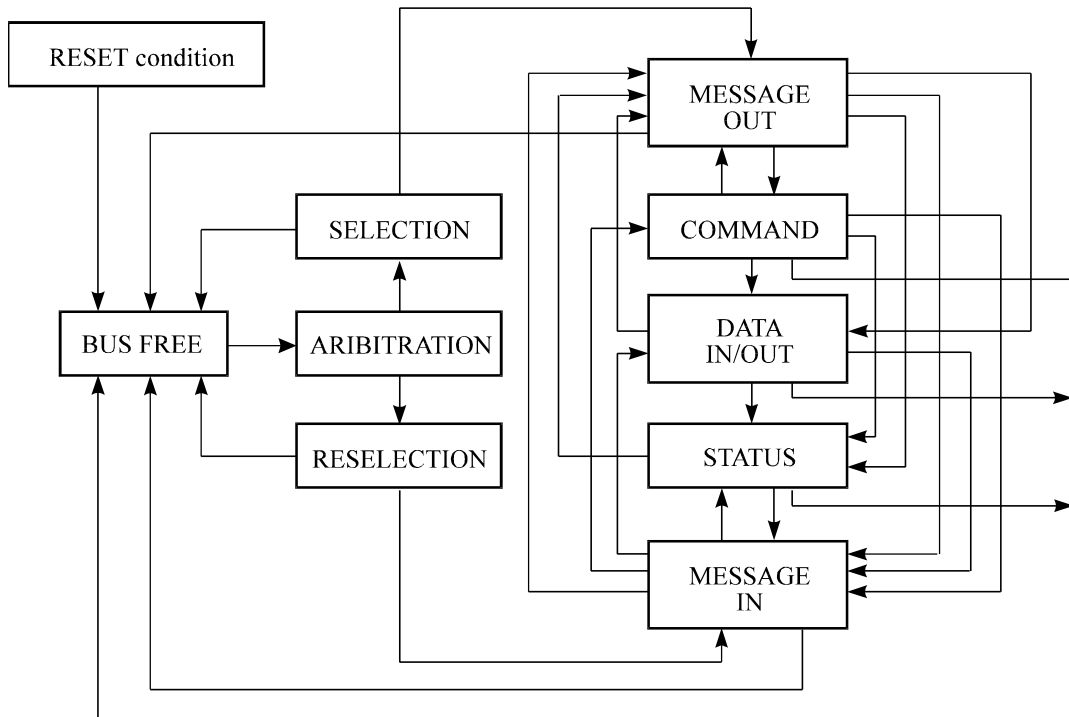 RESET condition
MESSAGE
OUT
SELECTION
COMMAND
BUS FREE
ARIBITRATION
DATA
IN/OUT
RESELECTION
STATUS
MESSAGE
IN